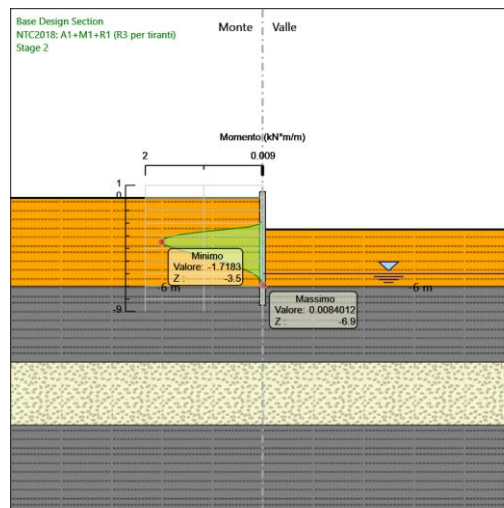 Base Design Section
NTC2018: A1+M1+R1 (R3 per tiranti)
Stage 2
Monte
Valle
Momento (kN*m/m)
2
0.009
1
0
Minimo
Valore: -1.7183
Z : -3.5
-6 m
-6 m
Massimo
Valore: 0.0084012
Z : -6.9
-9